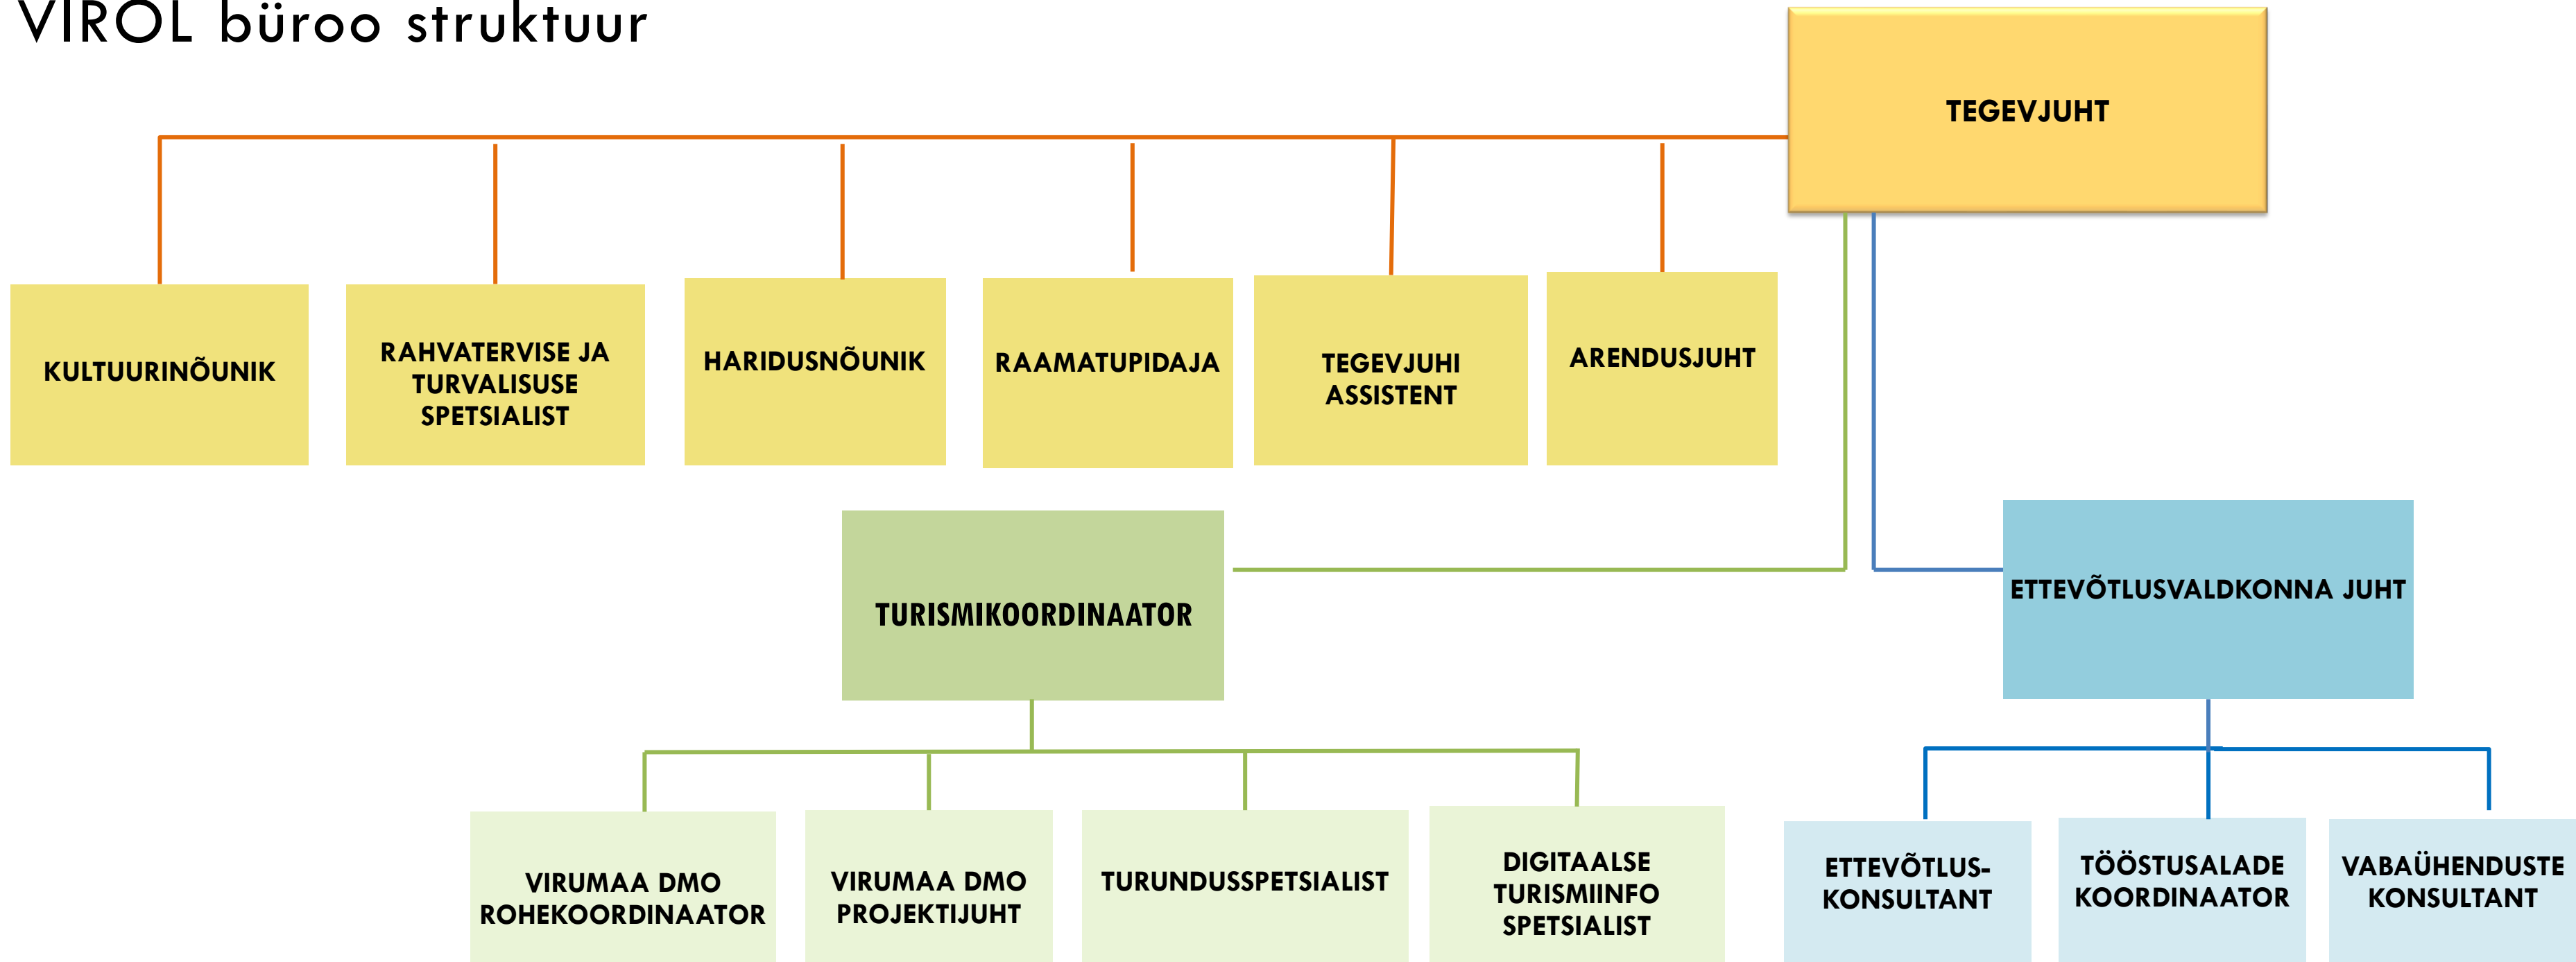 VIROL büroo struktuur
TEGEVJUHT
KULTUURINÕUNIK
RAHVATERVISE JA
TURVALISUSE
SPETSIALIST
HARIDUSNÕUNIK
RAAMATUPIDAJA
TEGEVJUHI
ASSISTENT
ARENDUSJUHT
TURISMIKOORDINAATOR
ETTEVÕTLUSVALDKONNA JUHT
VIRUMAA DMO
ROHEKOORDINAATOR
VIRUMAA DMO
PROJEKTIJUHT
TURUNDUSSPETSIALIST
DIGITAALSE
TURISMIINFO
SPETSIALIST
ETTEVÕTLUS-
KONSULTANT
TÖÖSTUSALADE
KOORDINAATOR
VABAÜHENDUSTE
KONSULTANT